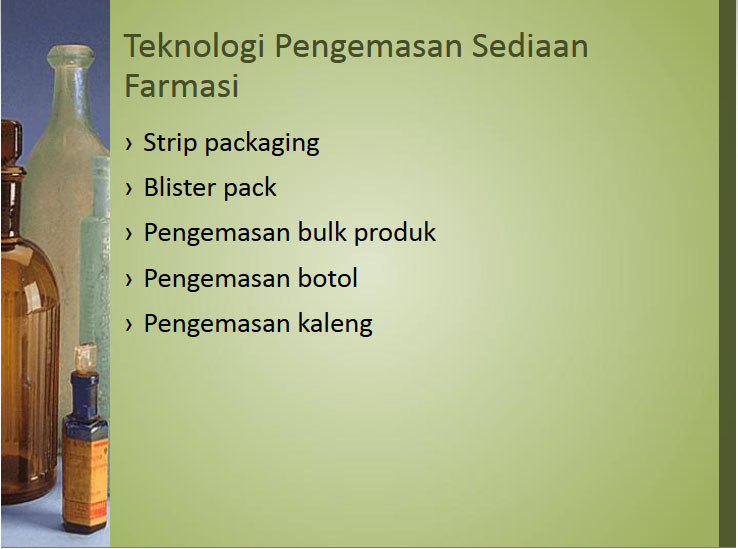 Teknologi Pengemasan Sediaan
Farmasi
› Strip packaging
› Blister pack
› Pengemasan bulk produk
› Pengemasan botol
› Pengemasan kaleng